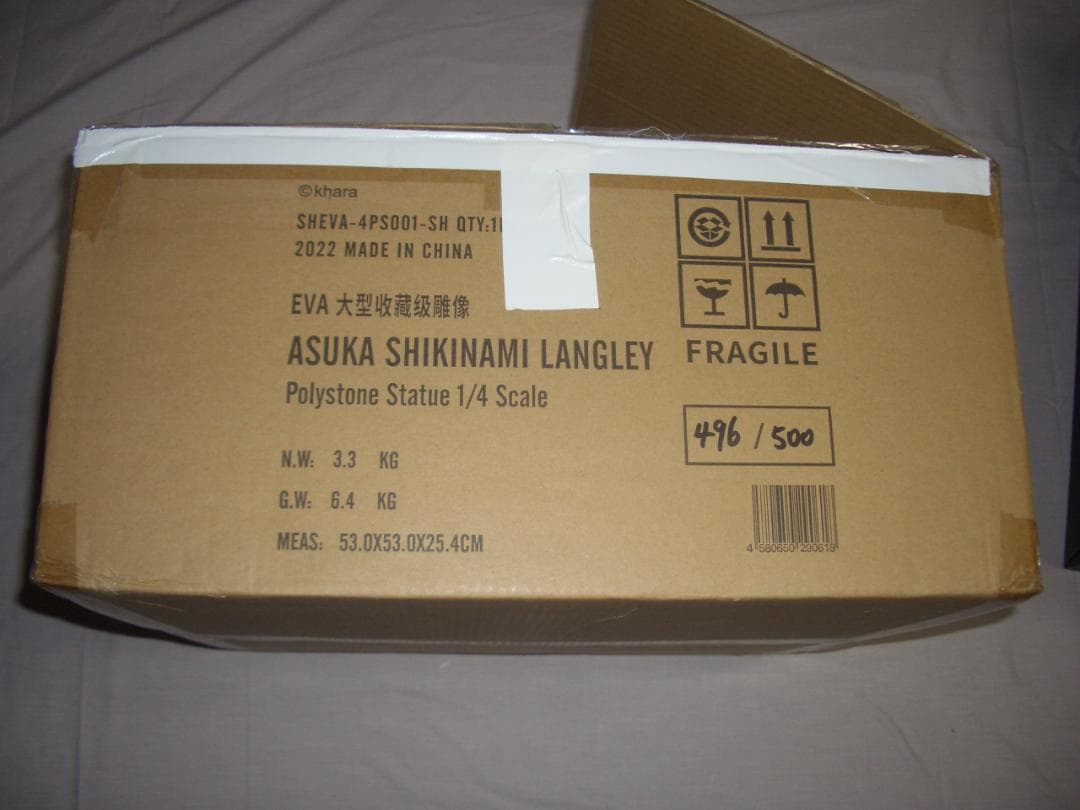 ©khara
SHEVA-4PS001-SH QTY:1
2022 MADE IN CHINA
EVA 大型收藏级雕像
ASUKA SHIKINAMI LANGLEY
Polystone Statue 1/4 Scale
N.W: 3.3 KG
G.W: 6.4 KG
MEAS: 53.0X53.0X25.4CM
FRAGILE
496 / 500
4 580650 290618